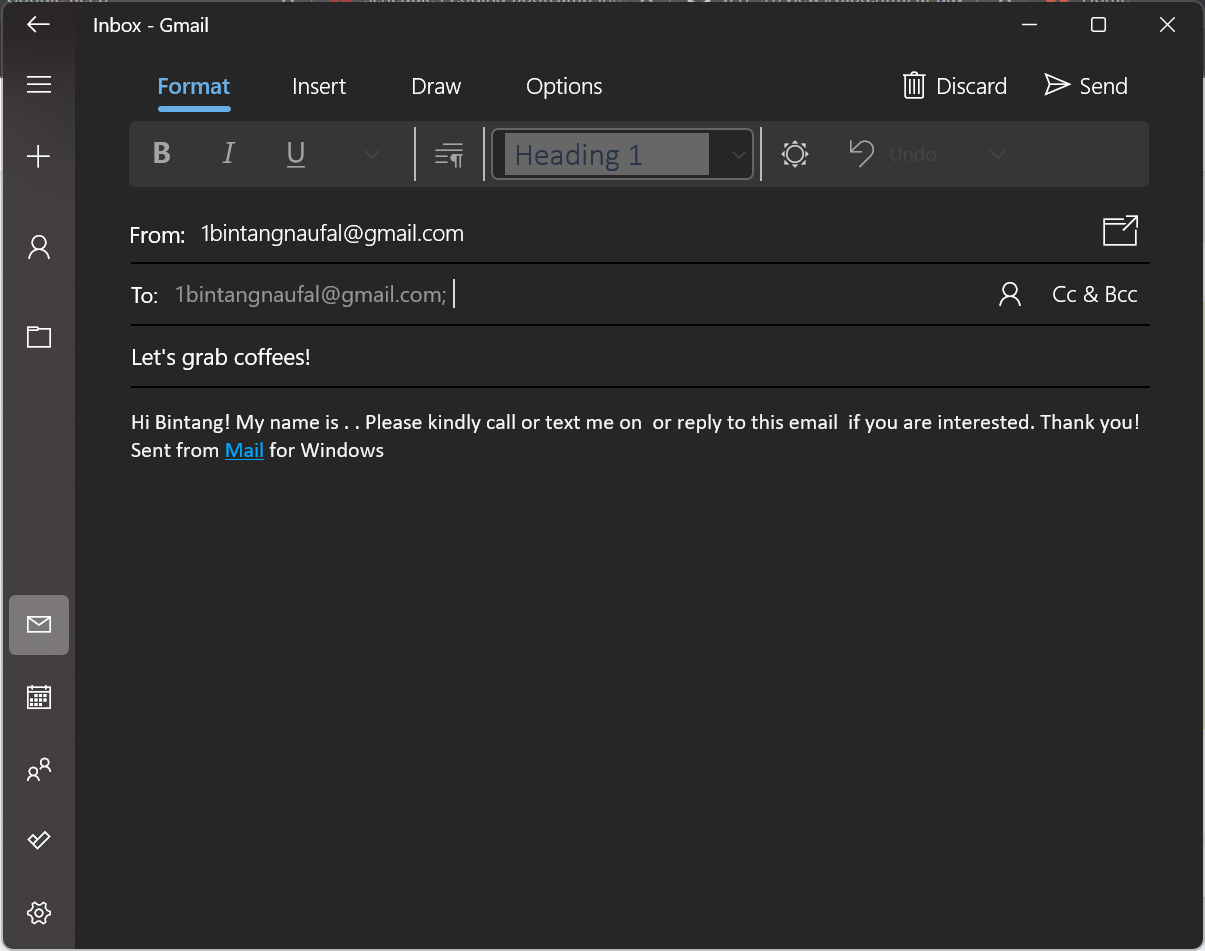 Inbox - Gmail
Format Insert Draw Options Discard Send
B I U Heading 1 Undo
From: 1bintangnaufal@gmail.com
To: 1bintangnaufal@gmail.com; Cc & Bcc
Let's grab coffees!
Hi Bintang! My name is . . Please kindly call or text me on  or reply to this email  if you are interested. Thank you!
Sent from Mail for Windows